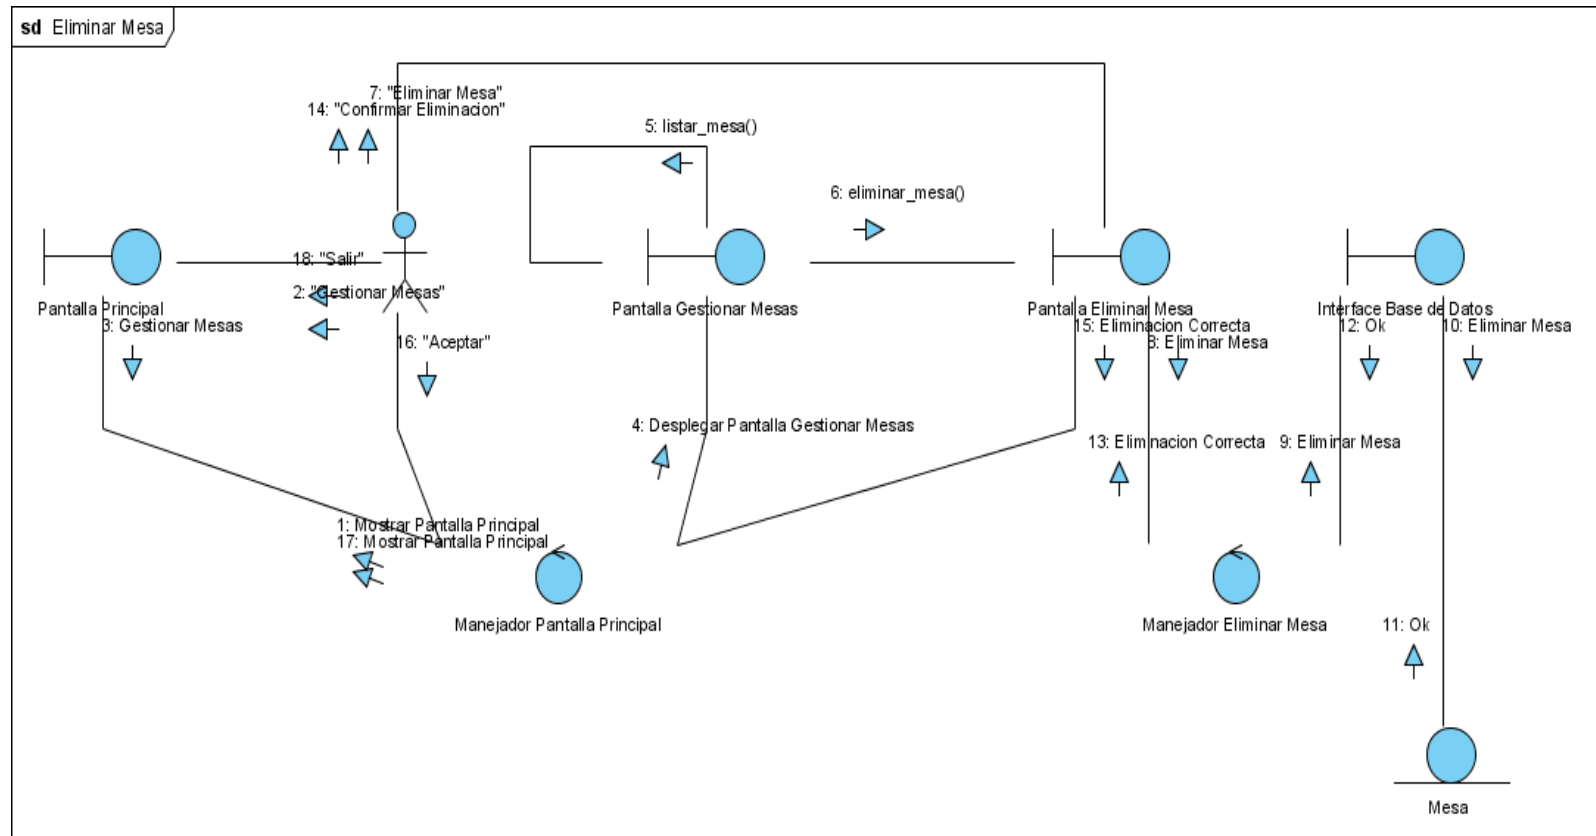 sd Eliminar Mesa
7: "Eliminar Mesa"
14: "Confirmar Eliminacion"
5: listar_mesa()
6: eliminar_mesa()
18: "Salir"
2: "Gestionar Mesas"
Pantalla Principal
Pantalla Gestionar Mesas
Pantalla Eliminar Mesa
Interface Base de Datos
3: Gestionar Mesas
15: Eliminacion Correcta
12: Ok
10: Eliminar Mesa
16: "Aceptar"
8: Eliminar Mesa
4: Desplegar Pantalla Gestionar Mesas
13: Eliminacion Correcta
9: Eliminar Mesa
1: Mostrar Pantalla Principal
17: Mostrar Pantalla Principal
Manejador Pantalla Principal
Manejador Eliminar Mesa
11: Ok
Mesa